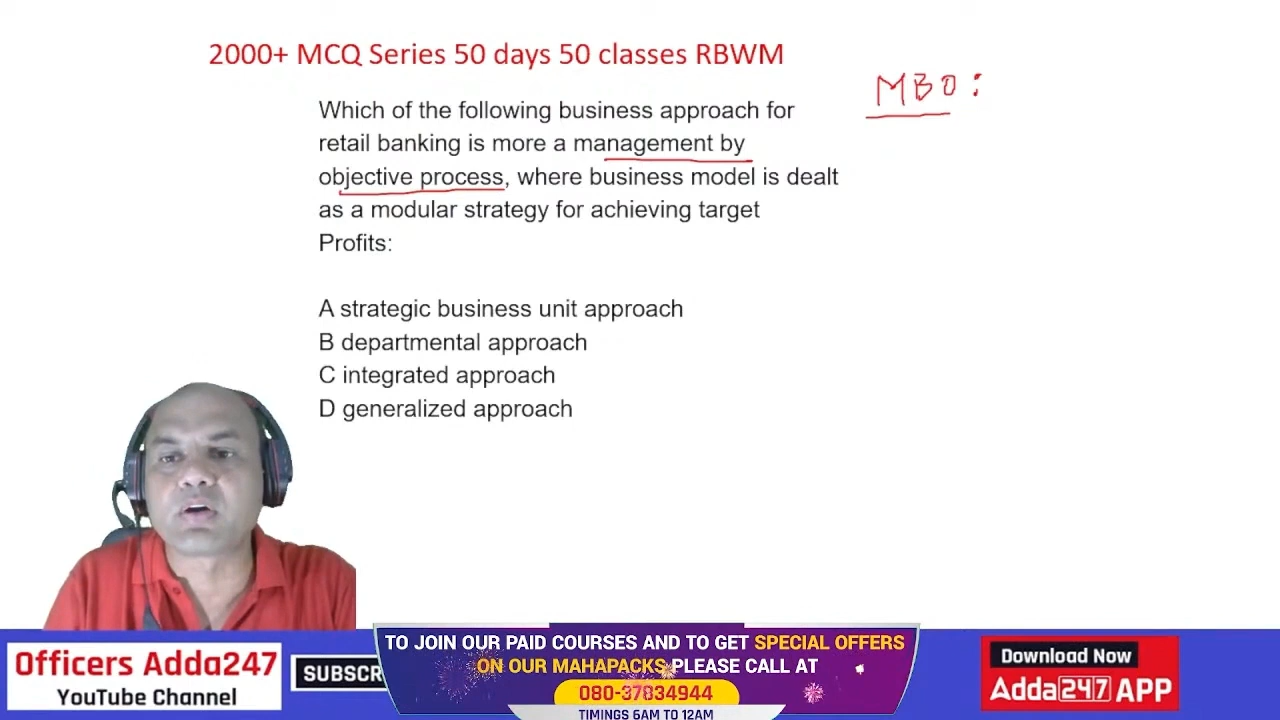 2000+ MCQ Series 50 days 50 classes RBWM
MBO:
Which of the following business approach for
retail banking is more a management by
objective process, where business model is dealt
as a modular strategy for achieving target
Profits:
A strategic business unit approach
B departmental approach
C integrated approach
D generalized approach
Officers Adda247
YouTube Channel
SUBSCR
TO JOIN OUR PAID COURSES AND TO GET SPECIAL OFFERS
ON OUR MAHAPACKS PLEASE CALL AT
080-37834944
TIMINGS 6AM TO 12AM
Download Now
Adda247 APP